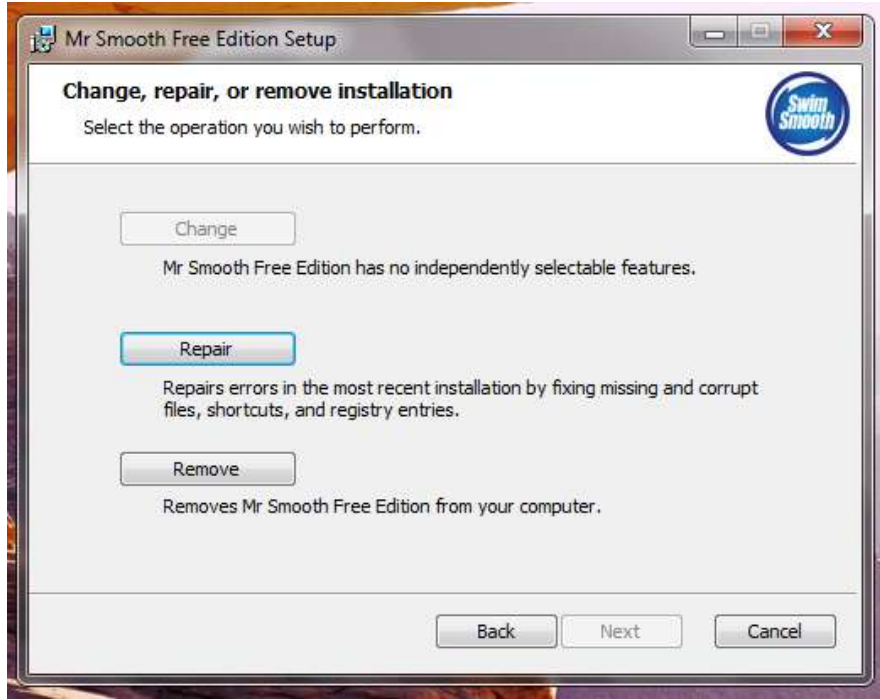 Mr Smooth Free Edition Setup
Change, repair, or remove installation
Select the operation you wish to perform.
Swim
Smooth
Change
Mr Smooth Free Edition has no independently selectable features.
Repair
Repairs errors in the most recent installation by fixing missing and corrupt
files, shortcuts, and registry entries.
Remove
Removes Mr Smooth Free Edition from your computer.
Back Next Cancel